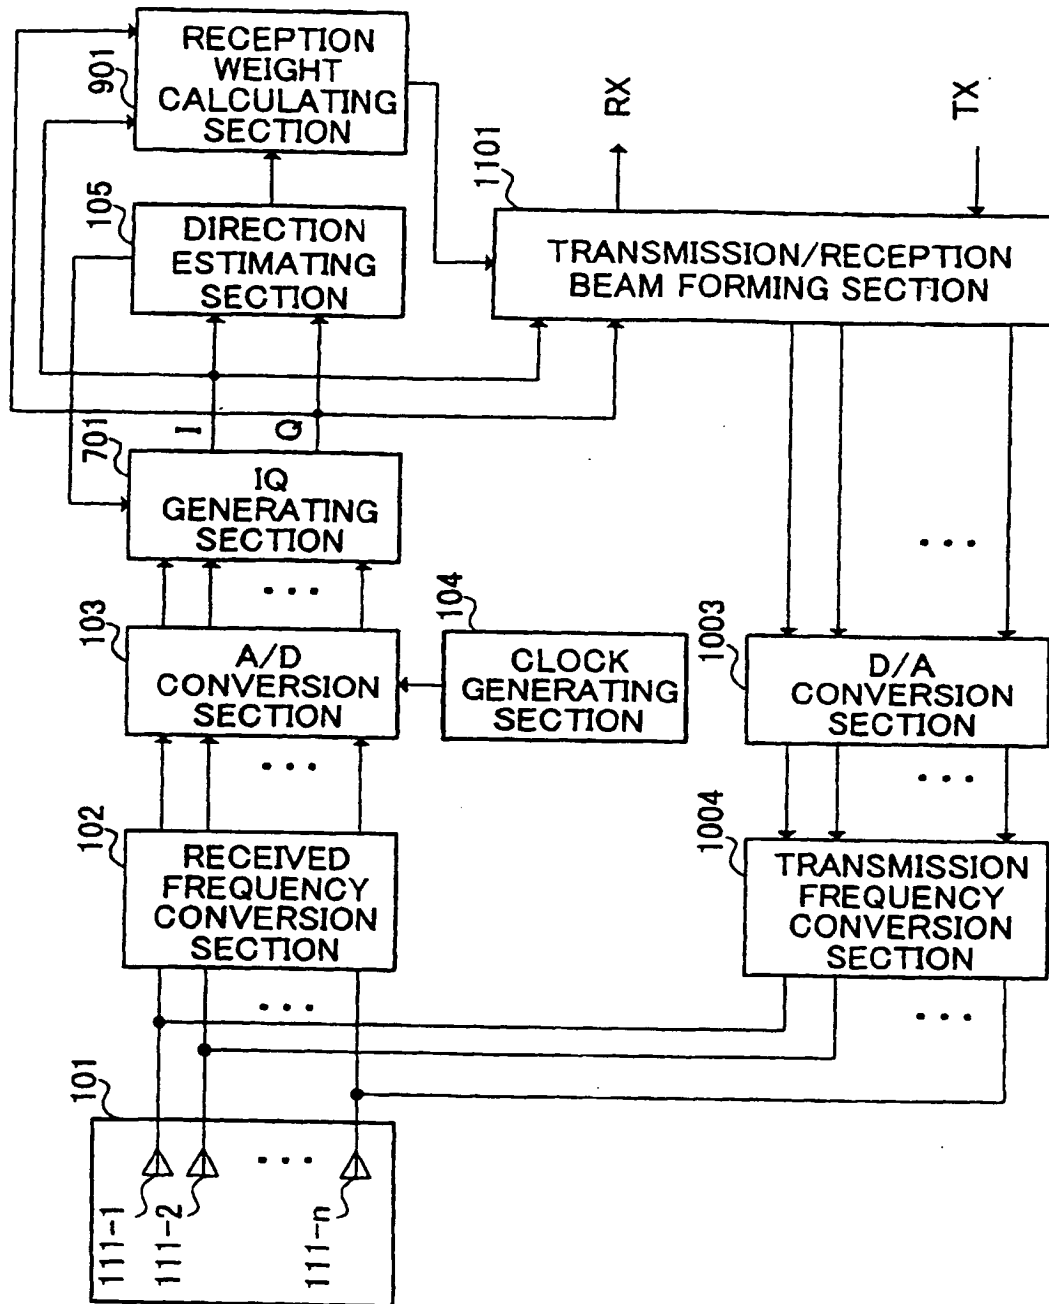 901
RECEPTION
WEIGHT
CALCULATING
SECTION
105
DIRECTION
ESTIMATING
SECTION
1101
TRANSMISSION/RECEPTION
BEAM FORMING SECTION
RX
TX
I
Q
701
IQ
GENERATING
SECTION
103
A/D
CONVERSION
SECTION
104
CLOCK
GENERATING
SECTION
1003
D/A
CONVERSION
SECTION
102
RECEIVED
FREQUENCY
CONVERSION
SECTION
1004
TRANSMISSION
FREQUENCY
CONVERSION
SECTION
101
111-1
111-2
111-n